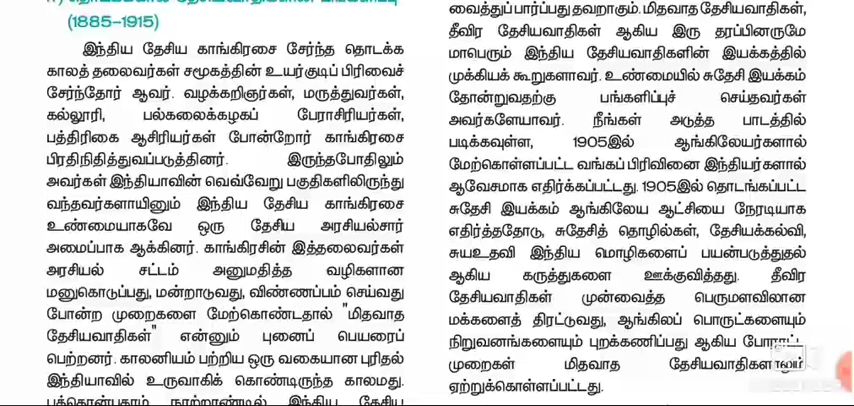 (1885–1915)
இந்திய தேசிய காங்கிரசை சேர்ந்த தொடக்க
காலத் தலைவர்கள் சமூகத்தின் உயர்குடிப் பிரிவைச்
சேர்ந்தோர் ஆவர். வழக்கறிஞர்கள், மருத்துவர்கள்,
கல்லூரி, பல்கலைக்கழகப் பேராசிரியர்கள்,
பத்திரிகை ஆசிரியர்கள் போன்றோர் காங்கிரசை
பிரதிநிதித்துவப்படுத்தினர். இருந்தபோதிலும்
அவர்கள் இந்தியாவின் வெவ்வேறு பகுதிகளிலிருந்து
வந்தவர்களாயினும் இந்திய தேசிய காங்கிரசை
உண்மையாகவே ஒரு தேசிய அரசியல்சார்
அமைப்பாக ஆக்கினர். காங்கிரசின் இத்தலைவர்கள்
அரசியல் சட்டம் அனுமதித்த வழிகளான
மனுகொடுப்பது, மன்றாடுவது, விண்ணப்பம் செய்வது
போன்ற முறைகளை மேற்கொண்டதால் "மிதவாத
தேசியவாதிகள்" என்னும் புனைப் பெயரைப்
பெற்றனர். காலனியம் பற்றிய ஒரு வகையான புரிதல்
இந்தியாவில் உருவாகிக் கொண்டிருந்த காலமது.
பத்தொன்பதாம் நூற்றாண்டில் இந்திய தேசிய
வைத்துப் பார்ப்பது தவறாகும். மிதவாத தேசியவாதிகள்,
தீவிர தேசியவாதிகள் ஆகிய இரு தரப்பினருமே
மாபெரும் இந்திய தேசியவாதிகளின் இயக்கத்தில்
முக்கியக் கூறுகளாவர். உண்மையில் சுதேசி இயக்கம்
தோன்றுவதற்கு பங்களிப்புச் செய்தவர்கள்
அவர்களேயாவர். நீங்கள் அடுத்த பாடத்தில்
படிக்கவுள்ள, 1905இல் ஆங்கிலேயர்களால்
மேற்கொள்ளப்பட்ட வங்கப் பிரிவினை இந்தியர்களால்
ஆவேசமாக எதிர்க்கப்பட்டது. 1905இல் தொடங்கப்பட்ட
சுதேசி இயக்கம் ஆங்கிலேய ஆட்சியை நேரடியாக
எதிர்த்ததோடு, சுதேசித் தொழில்கள், தேசியக்கல்வி,
சுயஉதவி இந்திய மொழிகளைப் பயன்படுத்துதல்
ஆகிய கருத்துகளை ஊக்குவித்தது. தீவிர
தேசியவாதிகள் முன்வைத்த பெருமளவிலான
மக்களைத் திரட்டுவது, ஆங்கிலப் பொருட்களையும்
நிறுவனங்களையும் புறக்கணிப்பது ஆகிய போராட்ட
முறைகள் மிதவாத தேசியவாதிகளாலும்
ஏற்றுக்கொள்ளப்பட்டது.